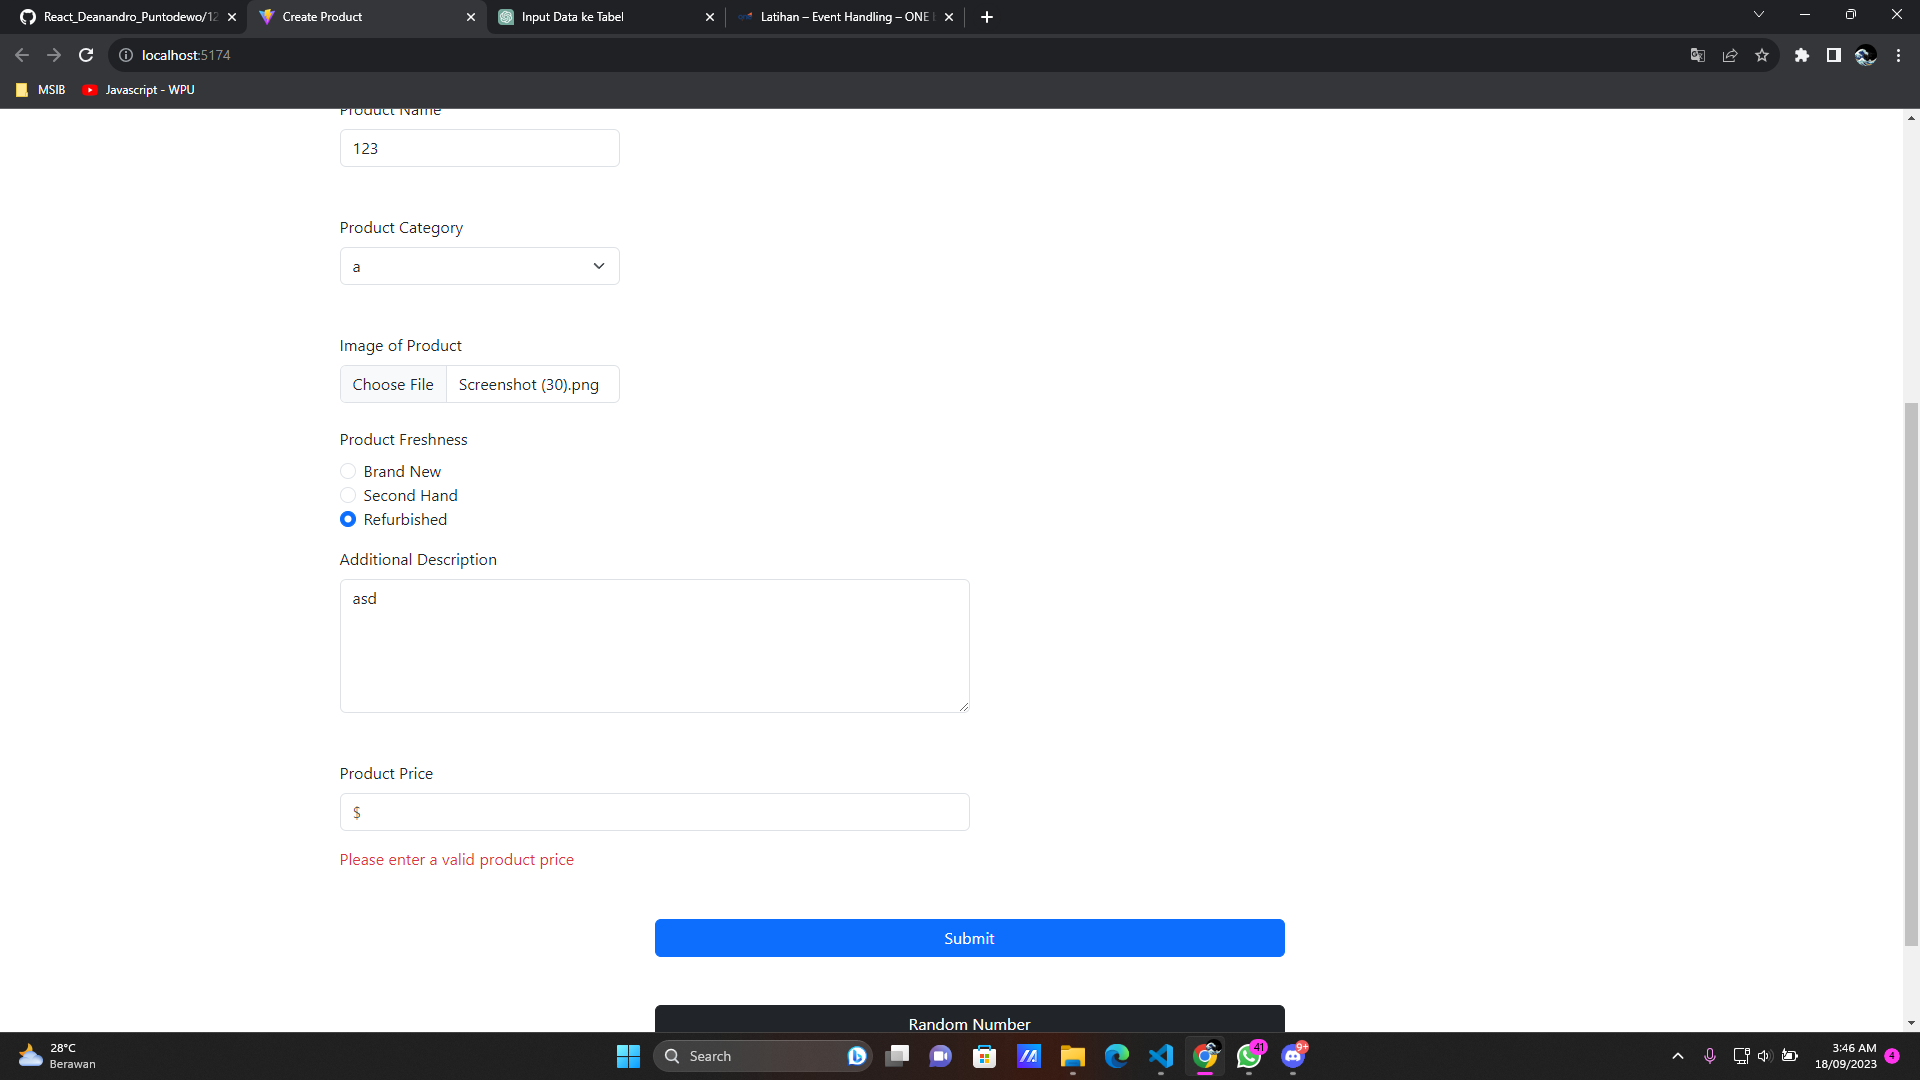 React_Deanandro_Puntodewo/12
Create Product
Input Data ke Tabel
Latihan – Event Handling – ONE
localhost:5174
MSIB
Javascript - WPU
Product Name
123
Product Category
a
Image of Product
Choose File
Screenshot (30).png
Product Freshness
Brand New
Second Hand
Refurbished
Additional Description
asd
Product Price
$
Please enter a valid product price
Submit
Random Number
28°C
Berawan
Search
41
9+
3:46 AM
18/09/2023
4